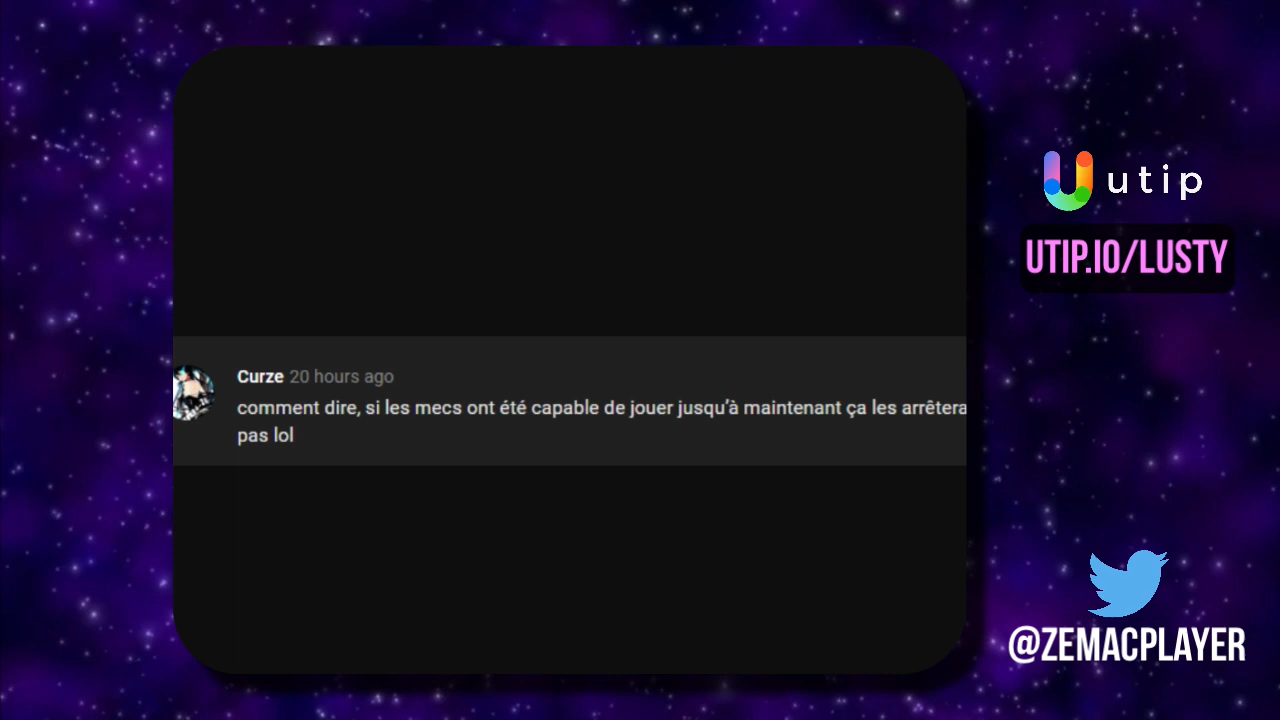 utip
UTIP.IO/LUSTY
Curze 20 hours ago
comment dire, si les mecs ont été capable de jouer jusqu'à maintenant ça les arrêtera
pas lol
@ZEMACPLAYER